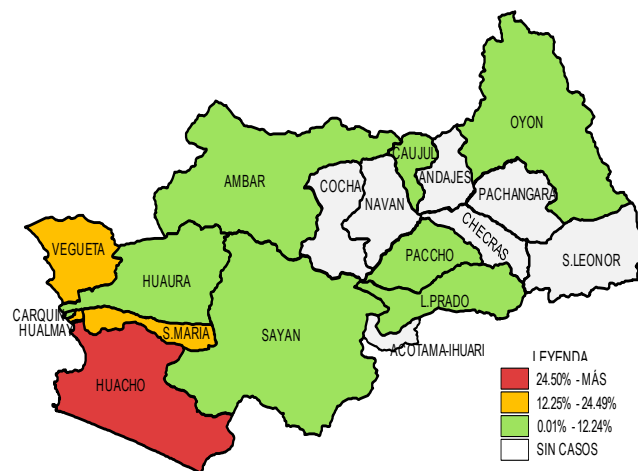 OYON
CAUJUL
ANDAJES
AMBAR
COCHA
NAVAN
PACHANGARA
CHECRAS
VEGUETA
PACCHO
S.LEONOR
HUAURA
L.PRADO
CARQUIN
HUALMAY
S.MARIA
SAYAN
ACOTAMA-IHUARI
HUACHO
LEYENDA
24.50% - MÁS
12.25% - 24.49%
0.01% - 12.24%
SIN CASOS